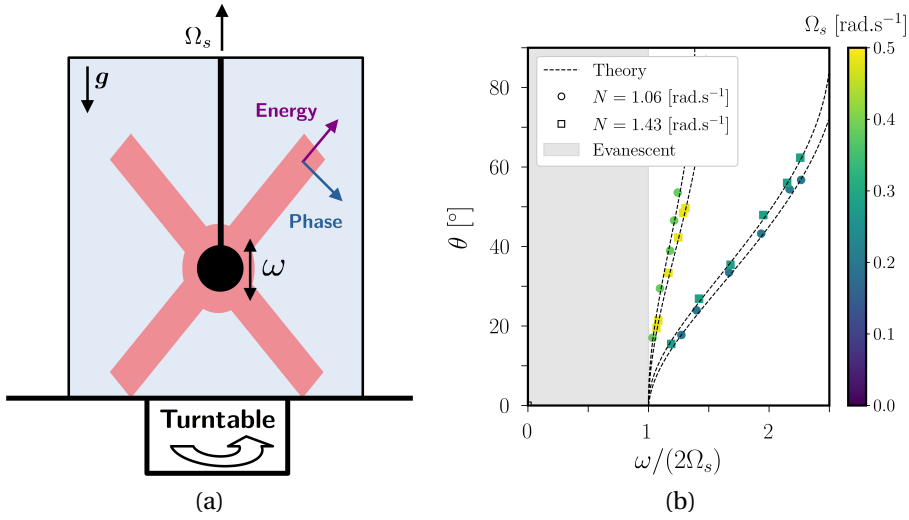 Ω_s
g
Energy
Phase
ω
Turntable
(a)
Ω_s [rad.s⁻¹]
Theory
N = 1.06 [rad.s⁻¹]
N = 1.43 [rad.s⁻¹]
Evanescent
θ [°]
80
60
40
20
0
0
1
2
ω/(2Ω_s)
0.5
0.4
0.3
0.2
0.1
0.0
(b)